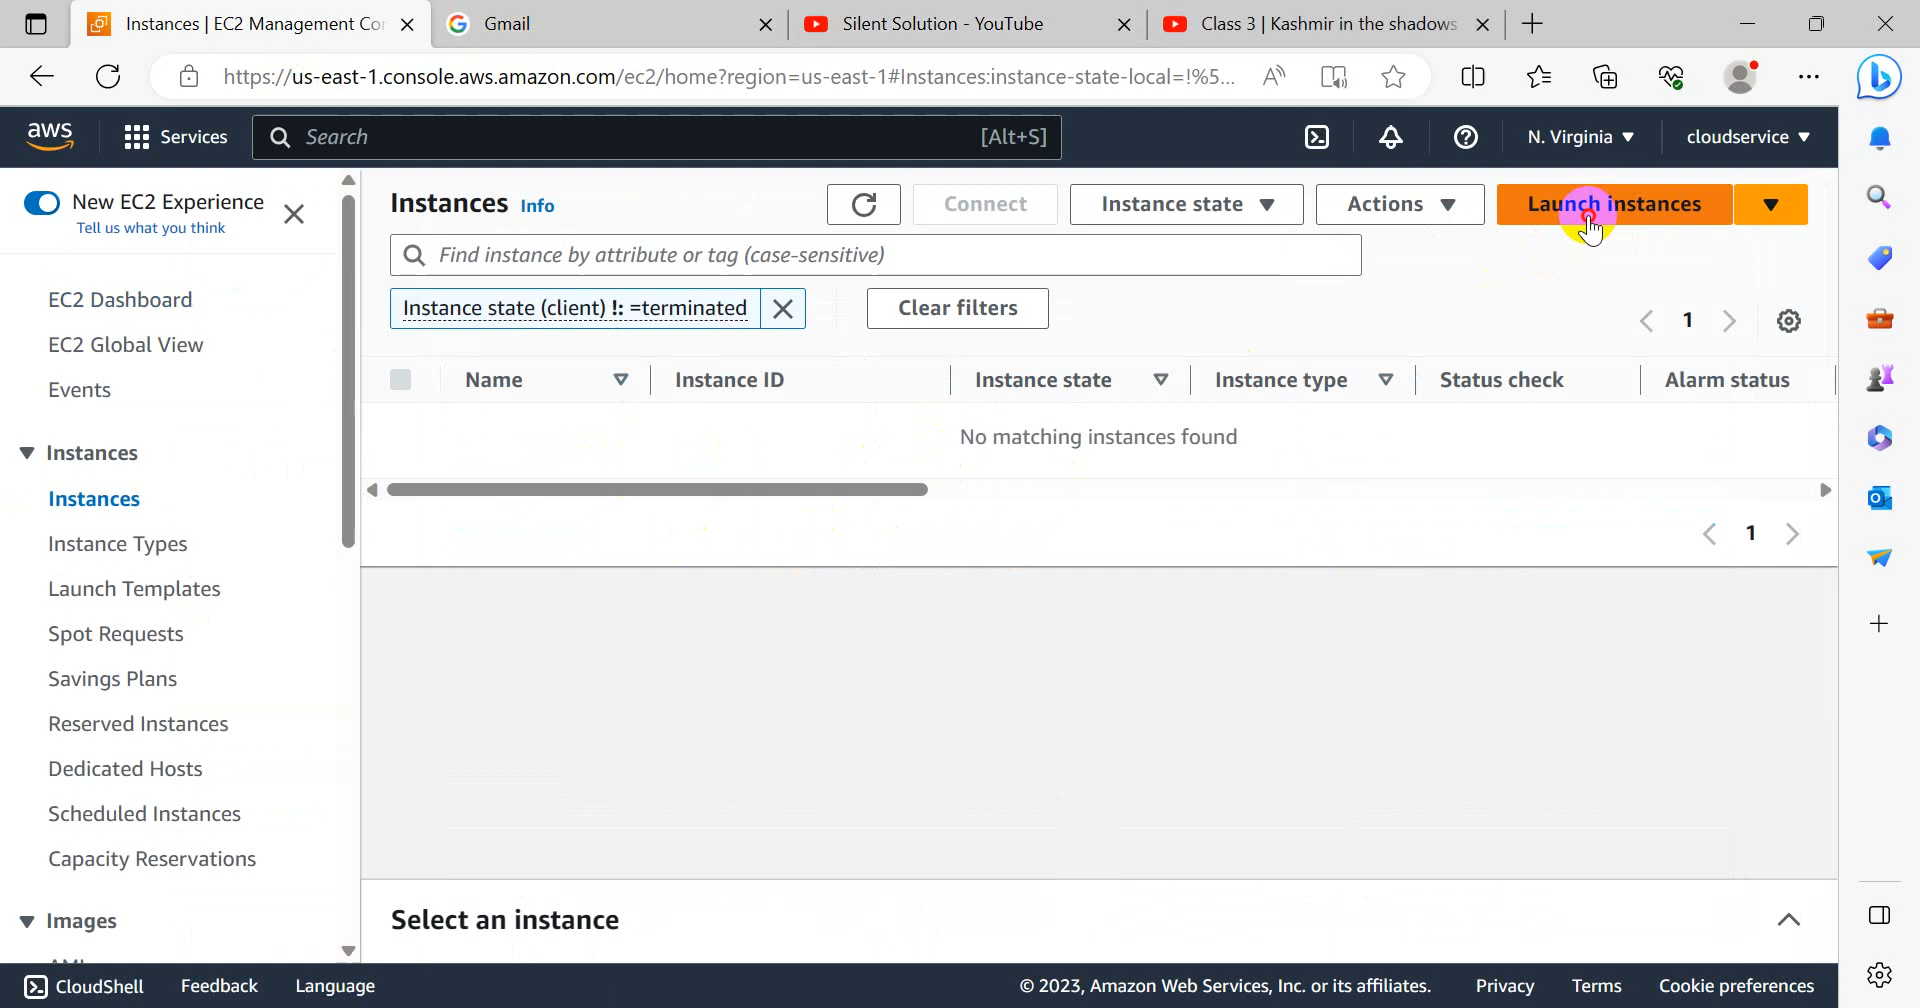 Instances | EC2 Management Co
Gmail
Silent Solution - YouTube
Class 3 | Kashmir in the shadows
https://us-east-1.console.aws.amazon.com/ec2/home?region=us-east-1#Instances:instance-state-local=!%5...
aws
Services
Search
[Alt+S]
N. Virginia
cloudservice
New EC2 Experience
Tell us what you think
EC2 Dashboard
EC2 Global View
Events
Instances
Instances
Instance Types
Launch Templates
Spot Requests
Savings Plans
Reserved Instances
Dedicated Hosts
Scheduled Instances
Capacity Reservations
Images
Instances Info
Connect
Instance state
Actions
Launch instances
Find instance by attribute or tag (case-sensitive)
Instance state (client) !: =terminated
Clear filters
1
Name
Instance ID
Instance state
Instance type
Status check
Alarm status
No matching instances found
1
Select an instance
CloudShell
Feedback
Language
© 2023, Amazon Web Services, Inc. or its affiliates.
Privacy
Terms
Cookie preferences